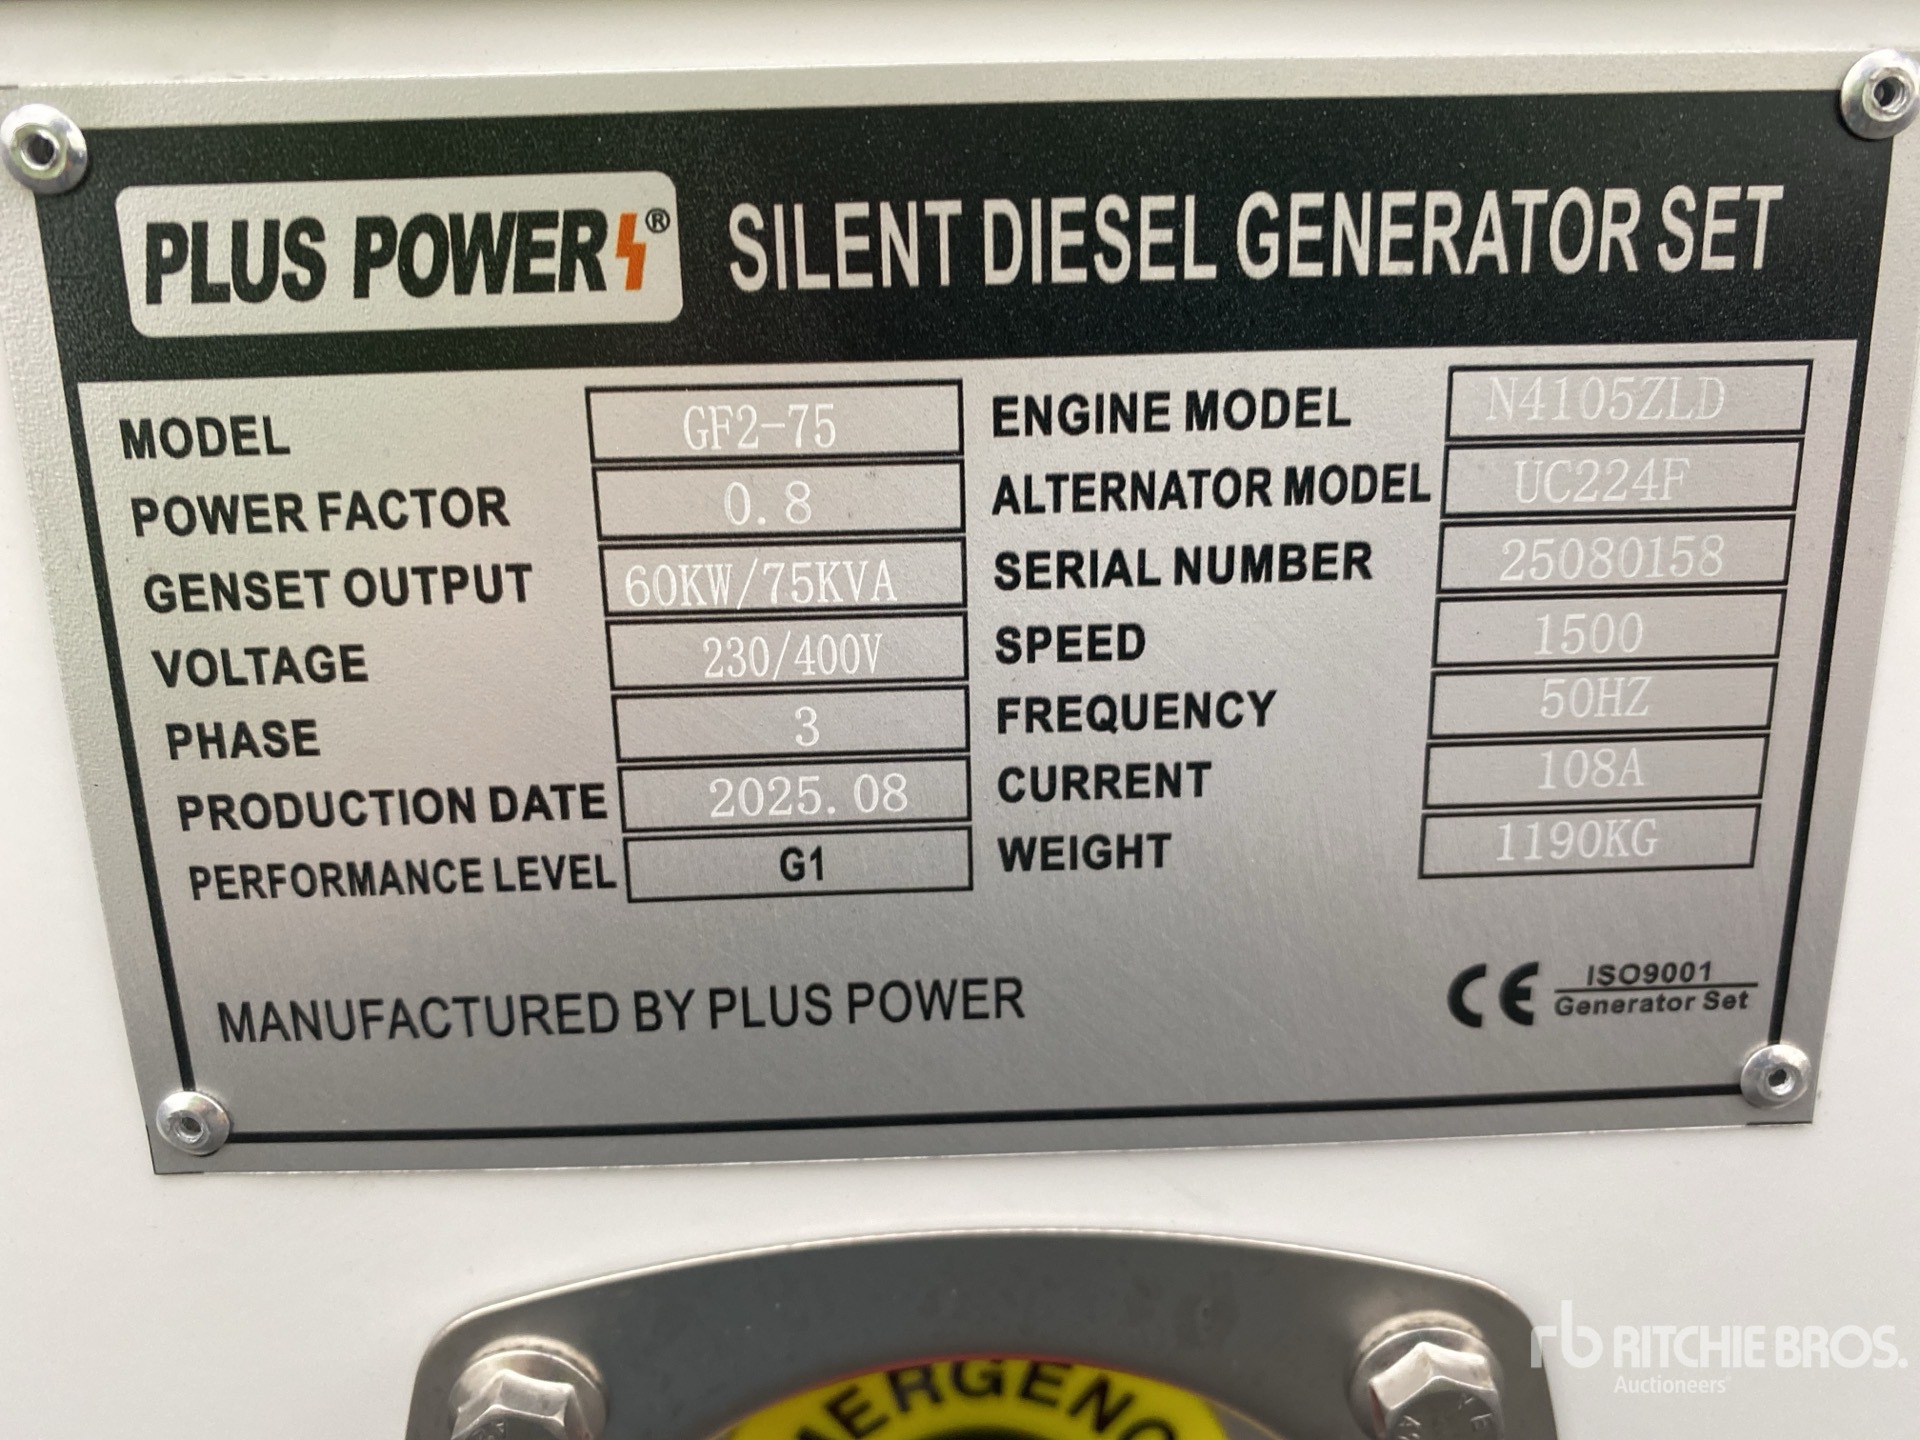 PLUS POWER ® SILENT DIESEL GENERATOR SET
MODEL GF2-75
POWER FACTOR 0.8
GENSET OUTPUT 60KW/75KVA
VOLTAGE 230/400V
PHASE 3
PRODUCTION DATE 2025.08
PERFORMANCE LEVEL G1
ENGINE MODEL N4105ZLD
ALTERNATOR MODEL UC224F
SERIAL NUMBER 25080158
SPEED 1500
FREQUENCY 50HZ
CURRENT 108A
WEIGHT 1190KG
MANUFACTURED BY PLUS POWER
CE ISO9001
Generator Set
MERGENC
rb RITCHIE BROS.
Auctioneers